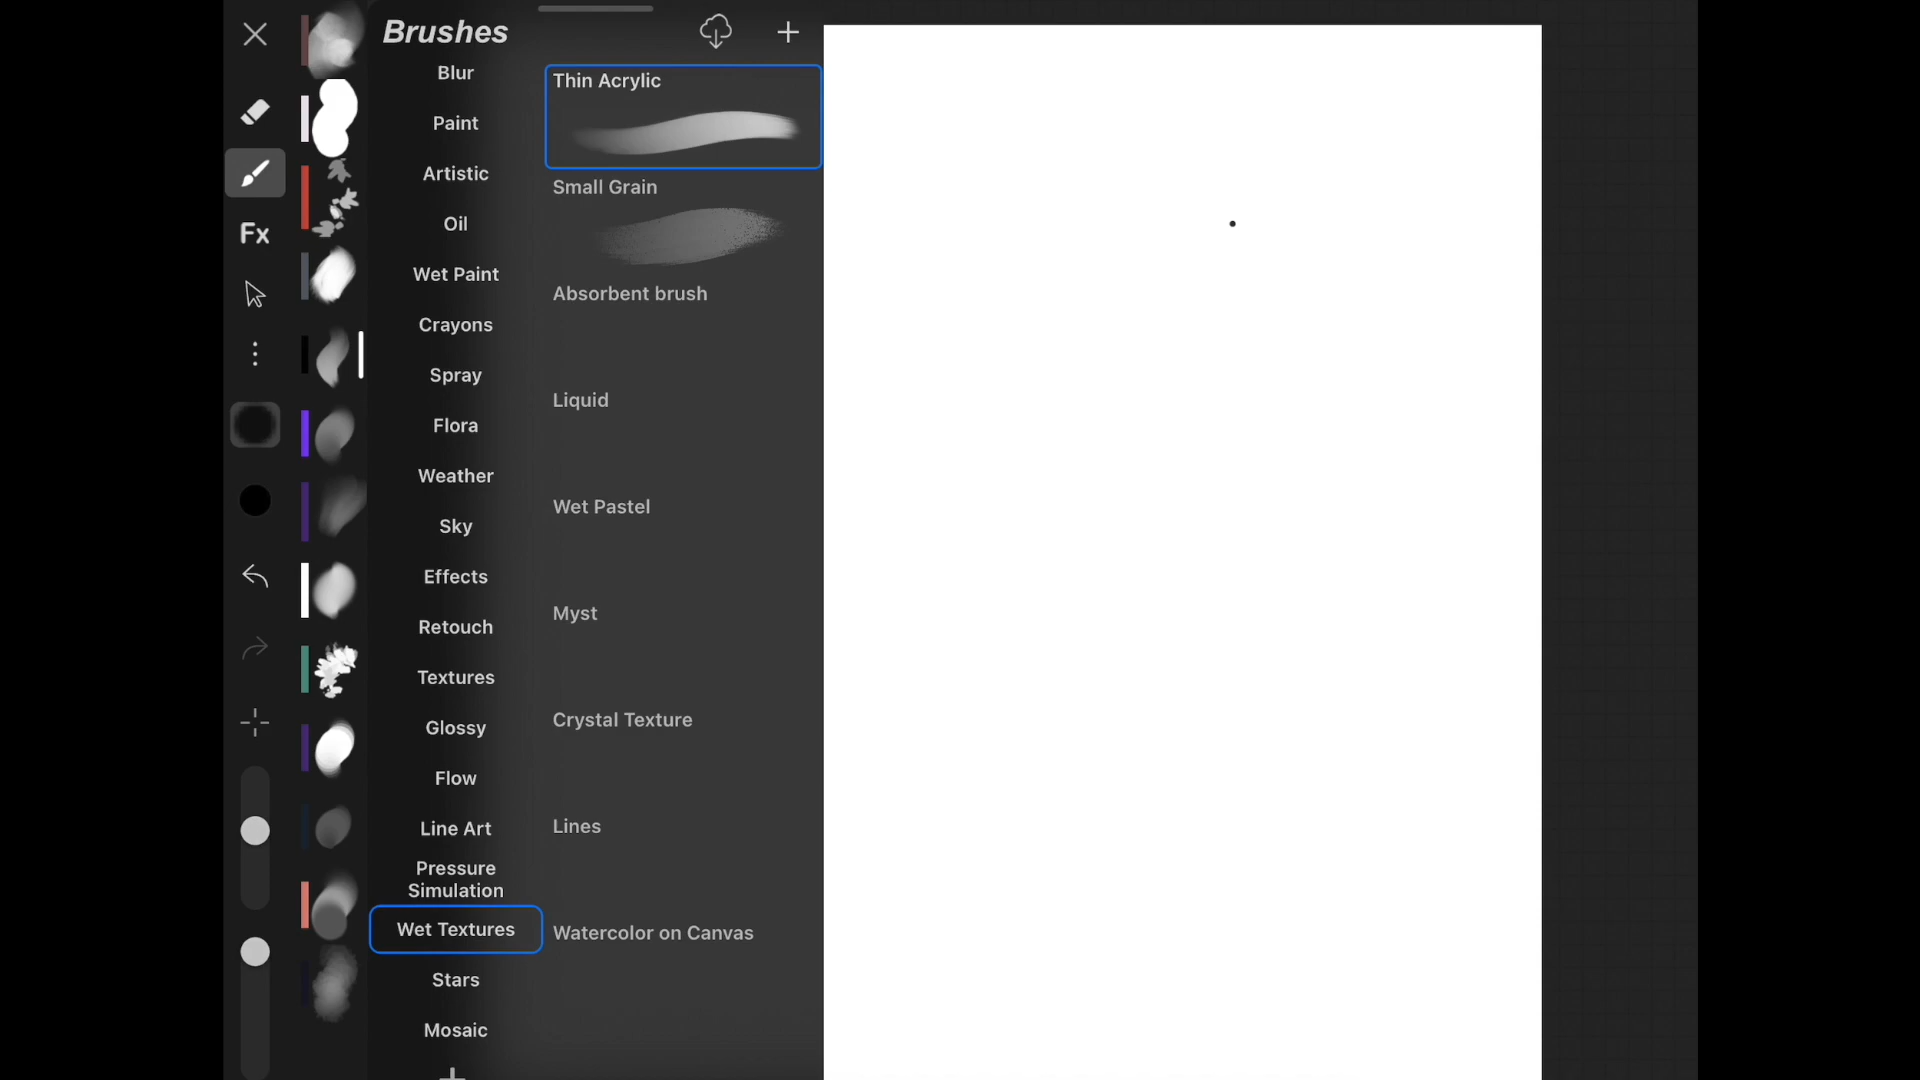 Brushes
Blur
Paint
Artistic
Oil
Wet Paint
Crayons
Spray
Flora
Weather
Sky
Effects
Retouch
Textures
Glossy
Flow
Line Art
Pressure
Simulation
Wet Textures
Stars
Mosaic
Thin Acrylic
Small Grain
Absorbent brush
Liquid
Wet Pastel
Myst
Crystal Texture
Lines
Watercolor on Canvas
Fx